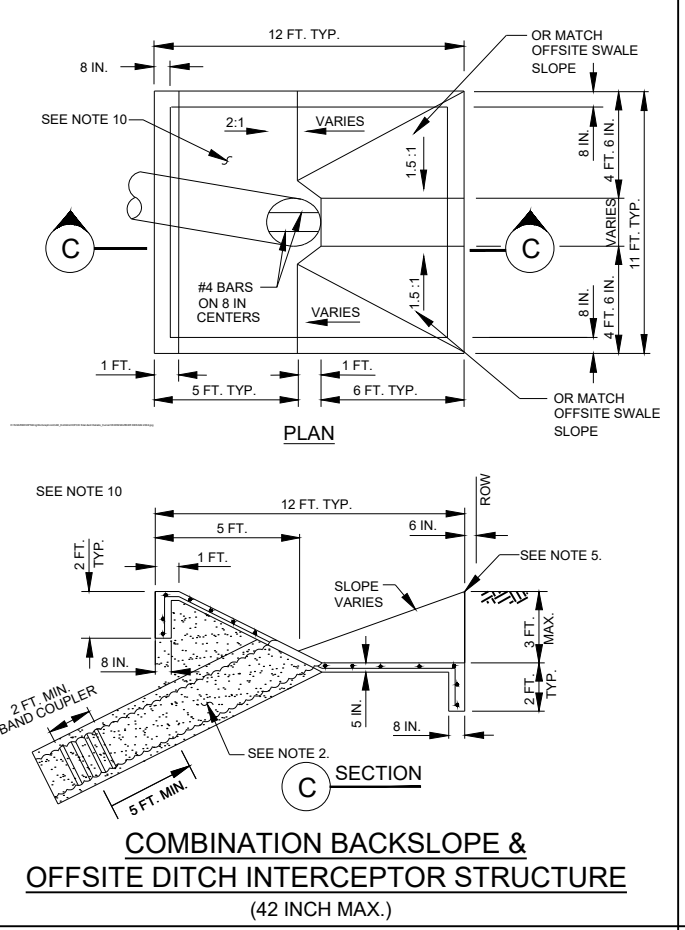 12 FT. TYP.
OR MATCH
OFFSITE SWALE
SLOPE
8 IN.
SEE NOTE 10
2:1
VARIES
1.5 :1
8 IN.
4 FT. 6 IN.
VARIES
11 FT. TYP.
C
C
#4 BARS
ON 8 IN
CENTERS
VARIES
1.5 :1
8 IN.
4 FT. 6 IN.
1 FT.
1 FT.
5 FT. TYP.
6 FT. TYP.
OR MATCH
OFFSITE SWALE
SLOPE
PLAN
SEE NOTE 10
12 FT. TYP.
ROW
5 FT.
6 IN.
1 FT.
2 FT.
TYP.
SEE NOTE 5.
SLOPE
VARIES
3 FT.
MAX.
8 IN.
2 FT. MIN.
BAND COUPLER
5 IN.
8 IN.
2 FT.
TYP.
SEE NOTE 2.
5 FT. MIN.
C SECTION
COMBINATION BACKSLOPE &
OFFSITE DITCH INTERCEPTOR STRUCTURE
(42 INCH MAX.)